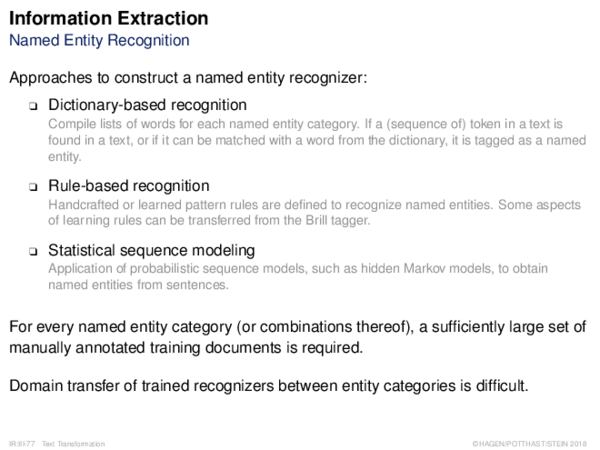 Information Extraction
Named Entity Recognition
Approaches to construct a named entity recognizer:
❑ Dictionary-based recognition
Compile lists of words for each named entity category. If a (sequence of) token in a text is
found in a text, or if it can be matched with a word from the dictionary, it is tagged as a named
entity.
❑ Rule-based recognition
Handcrafted or learned pattern rules are defined to recognize named entities. Some aspects
of learning rules can be transferred from the Brill tagger.
❑ Statistical sequence modeling
Application of probabilistic sequence models, such as hidden Markov models, to obtain
named entities from sentences.
For every named entity category (or combinations thereof), a sufficiently large set of
manually annotated training documents is required.
Domain transfer of trained recognizers between entity categories is difficult.
IR:III-77 Text Transformation
©HAGEN/POTTHAST/STEIN 2018